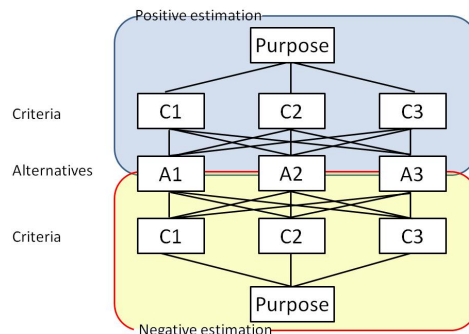 Positive estimation
Purpose
Criteria C1 C2 C3
Alternatives A1 A2 A3
Criteria C1 C2 C3
Purpose
Negative estimation